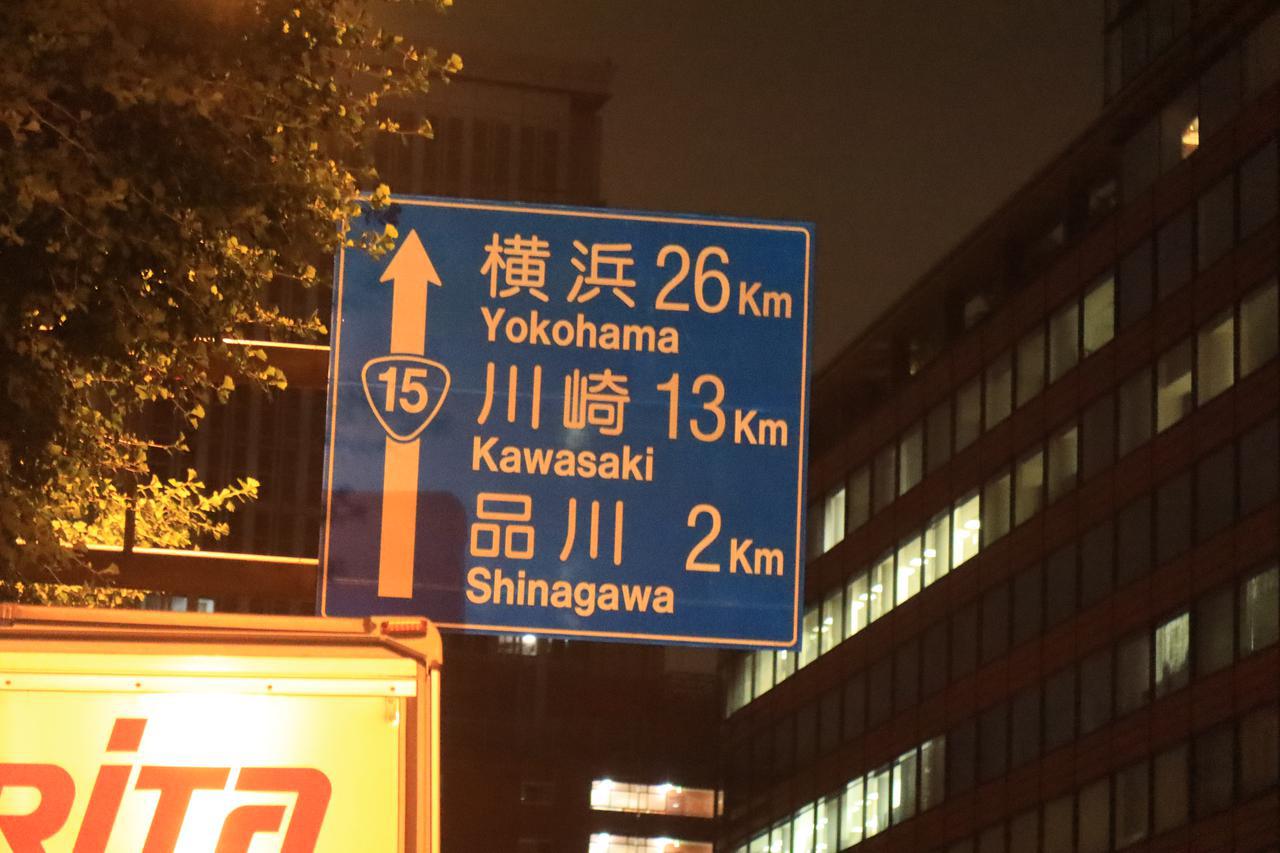 横浜 26Km
Yokohama
15
川崎 13Km
Kawasaki
品川 2Km
Shinagawa
RITA